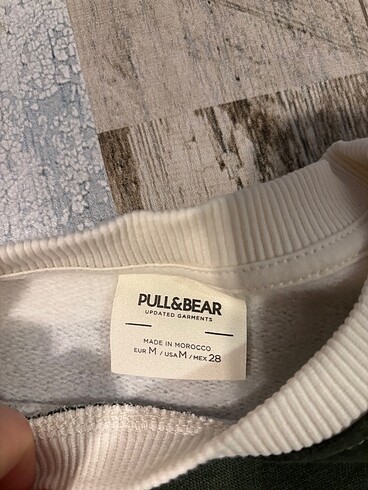 PULL&BEAR
UPDATED GARMENTS
MADE IN MOROCCO
EUR M / USA M / MEX 28